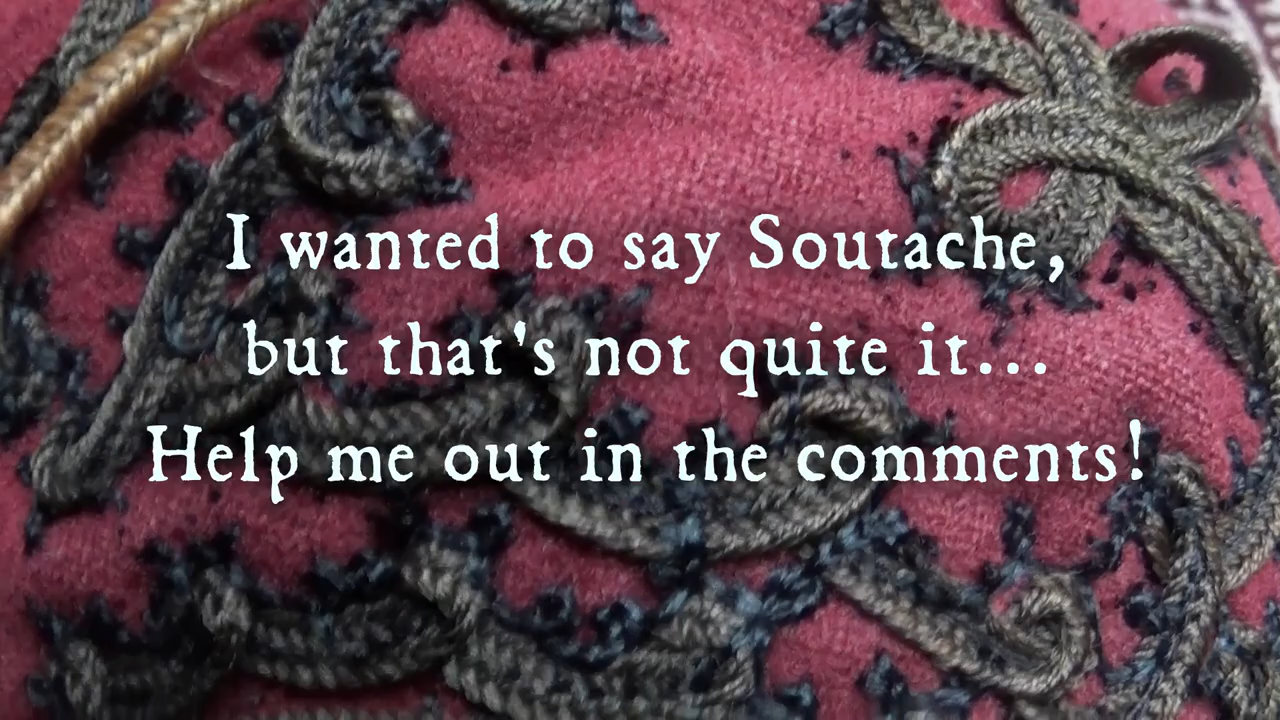 I wanted to say Soutache,
but that's not quite it...
Help me out in the comments!